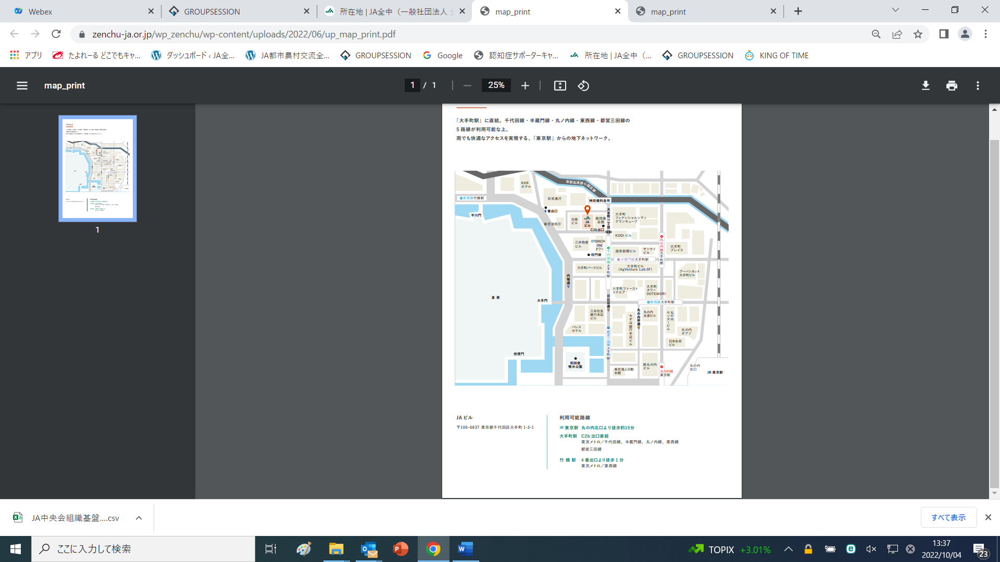 Webex
GROUPSESSION
所在地 | JA全中（一般社団法人 全
map_print
map_print
zenchu-ja.or.jp/wp_zenchu/wp-content/uploads/2022/06/up_map_print.pdf
アプリ
たよれーる どこでもキャ...
ダッシュボード ‹ JA全...
JA都市農村交流全...
GROUPSESSION
Google
認知症サポーターキャ...
所在地 | JA全中（...
GROUPSESSION
KING OF TIME
map_print
1 / 1
25%
1
「大手町駅」に直結。千代田線・半蔵門線・丸ノ内線・東西線・都営三田線の
5 路線が利用可能な上、
雨でも快適なアクセスを実現する、「東京駅」からの地下ネットワーク。
KKR
ホテル
首都高速都心環状線
東西線竹橋駅
旧気象庁
神田橋料金所
平川門
4 番出口
大手町一丁目
東京消防庁
日経
ビル
JA
ビル
経団連
会館
C2b出口
大手町
フィナンシャルシティ
グランキューブ
KDDI ビル
三井物産
ビル
OTEMACHI
ONE
タワー
将門塚
読売新聞ビル
サンケイ
ビル
丸の内線大手町駅
大手町
プレイス
半蔵門線大手町駅
千代田線大手町駅
大手町パークビル
大手町ビル
(AgVenture Lab:9F)
アーバンネット
大手町ビル
内堀通り
大手町ファースト
スクエア
大手町
タワー
OOTEMORI
皇居
大手門
日比谷通り
東西線大手町駅
三井住友
銀行本店
ビル
みずほ銀行本店ビル
丸の内仲通り
丸の内
永楽ビル
丸の内
センタービル
パレス
ホテル
丸の内
オアゾ
都営三田線大手町駅
日本生命
ビル
桔梗門
和田倉
噴水公園
東京海上日動
本館
新丸の内
ビル
丸の内線
東京駅
丸の内
北口
JR 東京駅
JA ビル
〒100-6837 東京都千代田区大手町 1-3-1
利用可能路線
JR 東京駅 丸の内北口より徒歩約15分
大手町駅 C2b 出口直結
東京メトロ／千代田線、半蔵門線、丸ノ内線、東西線
都営三田線
竹橋駅 4 番出口より徒歩 1 分
東京メトロ／東西線
JA中央会組織基盤....csv
すべて表示
ここに入力して検索
TOPIX +3.01%
13:37
2022/10/04
23